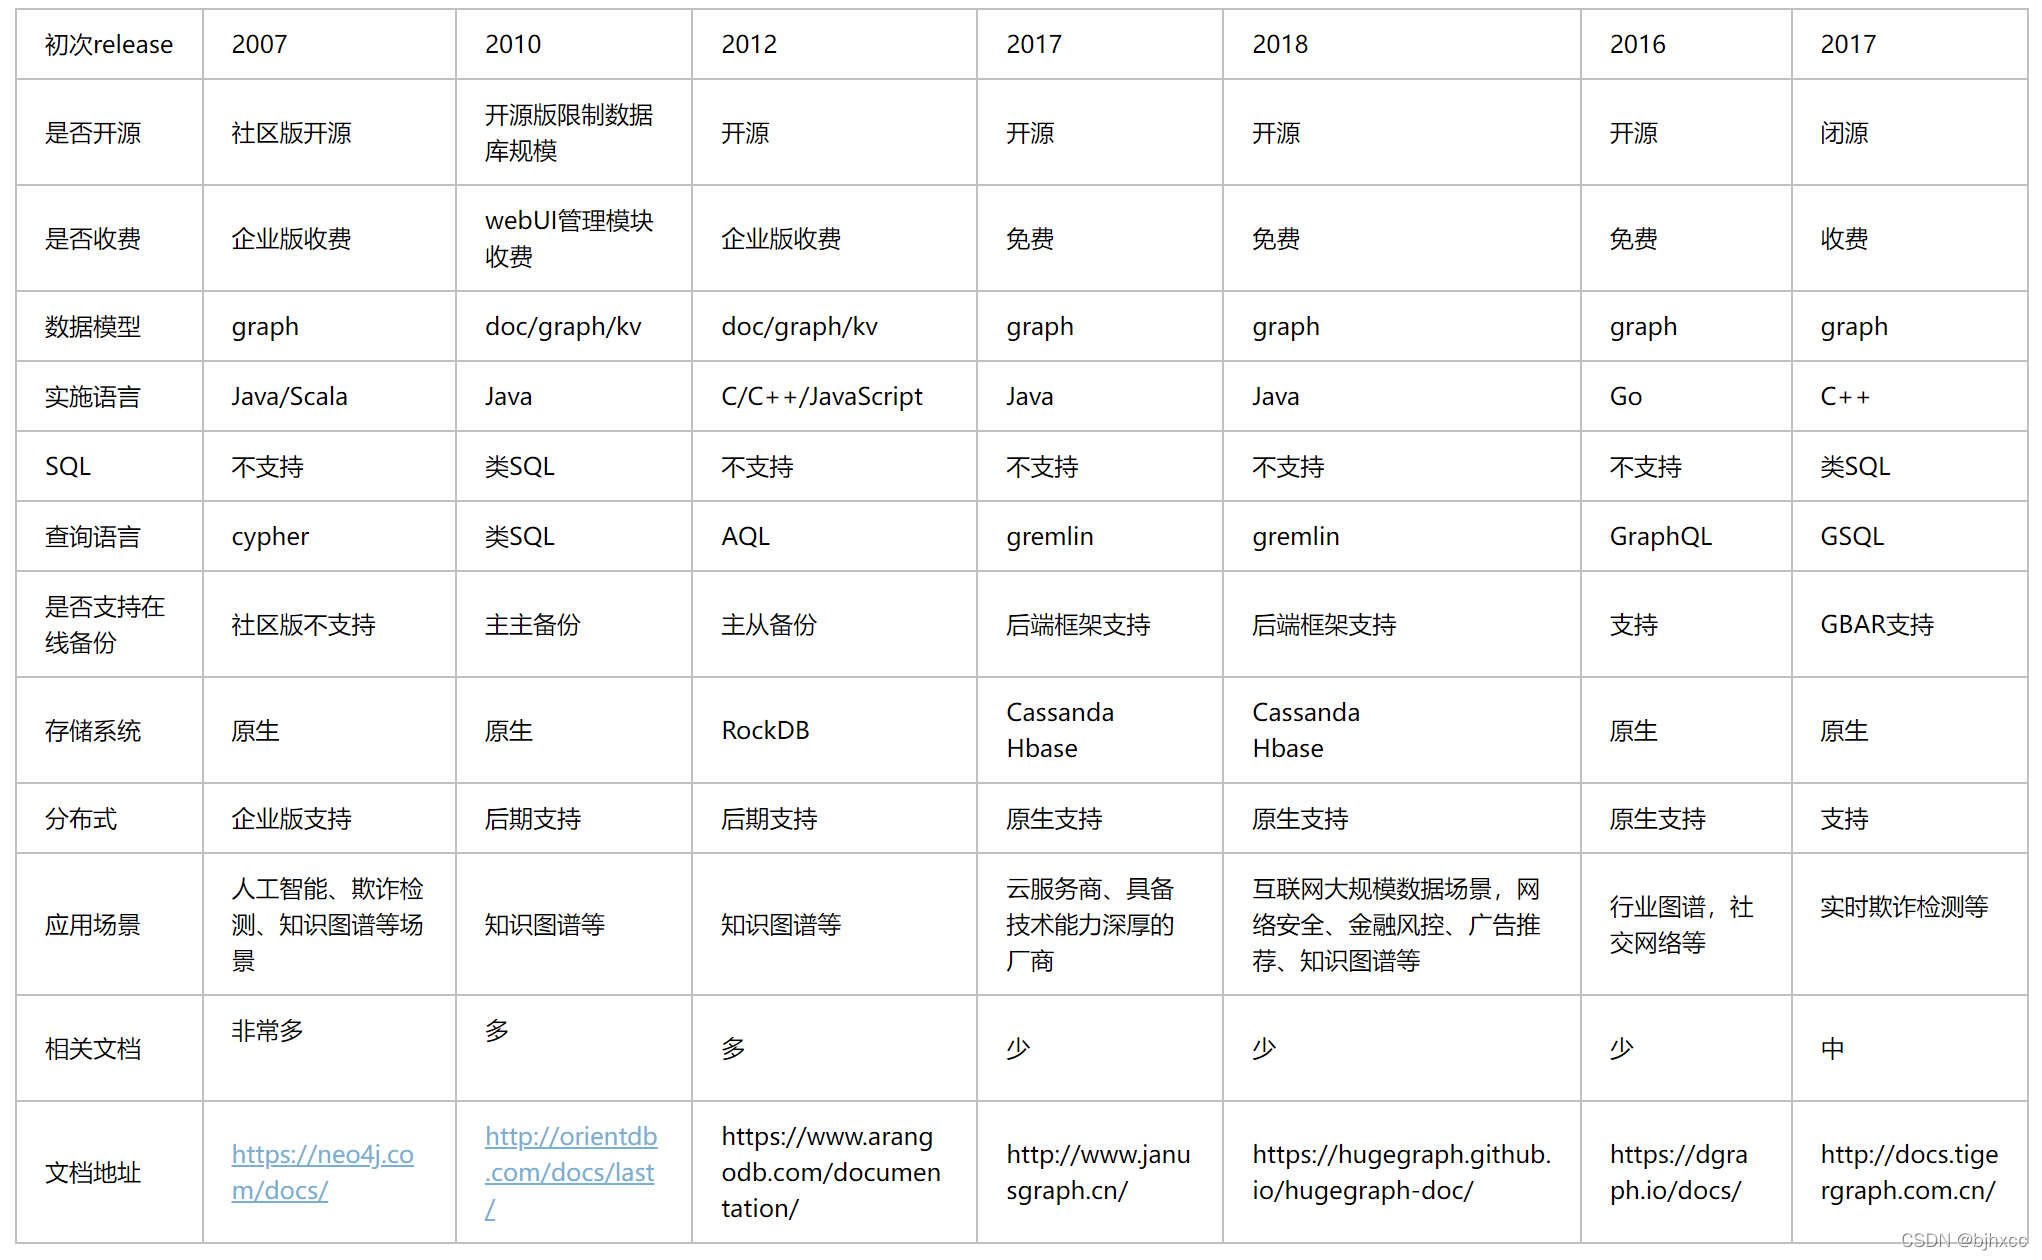 初次release 2007 2010 2012 2017 2018 2016 2017
是否开源 社区版开源 开源版限制数据
库规模 开源 开源 开源 开源 闭源
是否收费 企业版收费 webUI管理模块
收费 企业版收费 免费 免费 免费 收费
数据模型 graph doc/graph/kv doc/graph/kv graph graph graph graph
实施语言 Java/Scala Java C/C++/JavaScript Java Java Go C++
SQL 不支持 类SQL 不支持 不支持 不支持 不支持 类SQL
查询语言 cypher 类SQL AQL gremlin gremlin GraphQL GSQL
是否支持在
线备份 社区版不支持 主主备份 主从备份 后端框架支持 后端框架支持 支持 GBAR支持
存储系统 原生 原生 RockDB Cassanda
Hbase Cassanda
Hbase 原生 原生
分布式 企业版支持 后期支持 后期支持 原生支持 原生支持 原生支持 支持
应用场景 人工智能、欺诈检
测、知识图谱等场
景 知识图谱等 知识图谱等 云服务商、具备
技术能力深厚的
厂商 互联网大规模数据场景，网
络安全、金融风控、广告推
荐、知识图谱等 行业图谱，社
交网络等 实时欺诈检测等
相关文档 非常多 多 多 少 少 少 中
文档地址 https://neo4j.co
m/docs/ http://orientdb
.com/docs/last
/ https://www.arang
odb.com/documen
tation/ http://www.janu
sgraph.cn/ https://hugegraph.github.
io/hugegraph-doc/ https://dgra
ph.io/docs/ http://docs.tige
rgraph.com.cn/
CSDN @bjhxcc